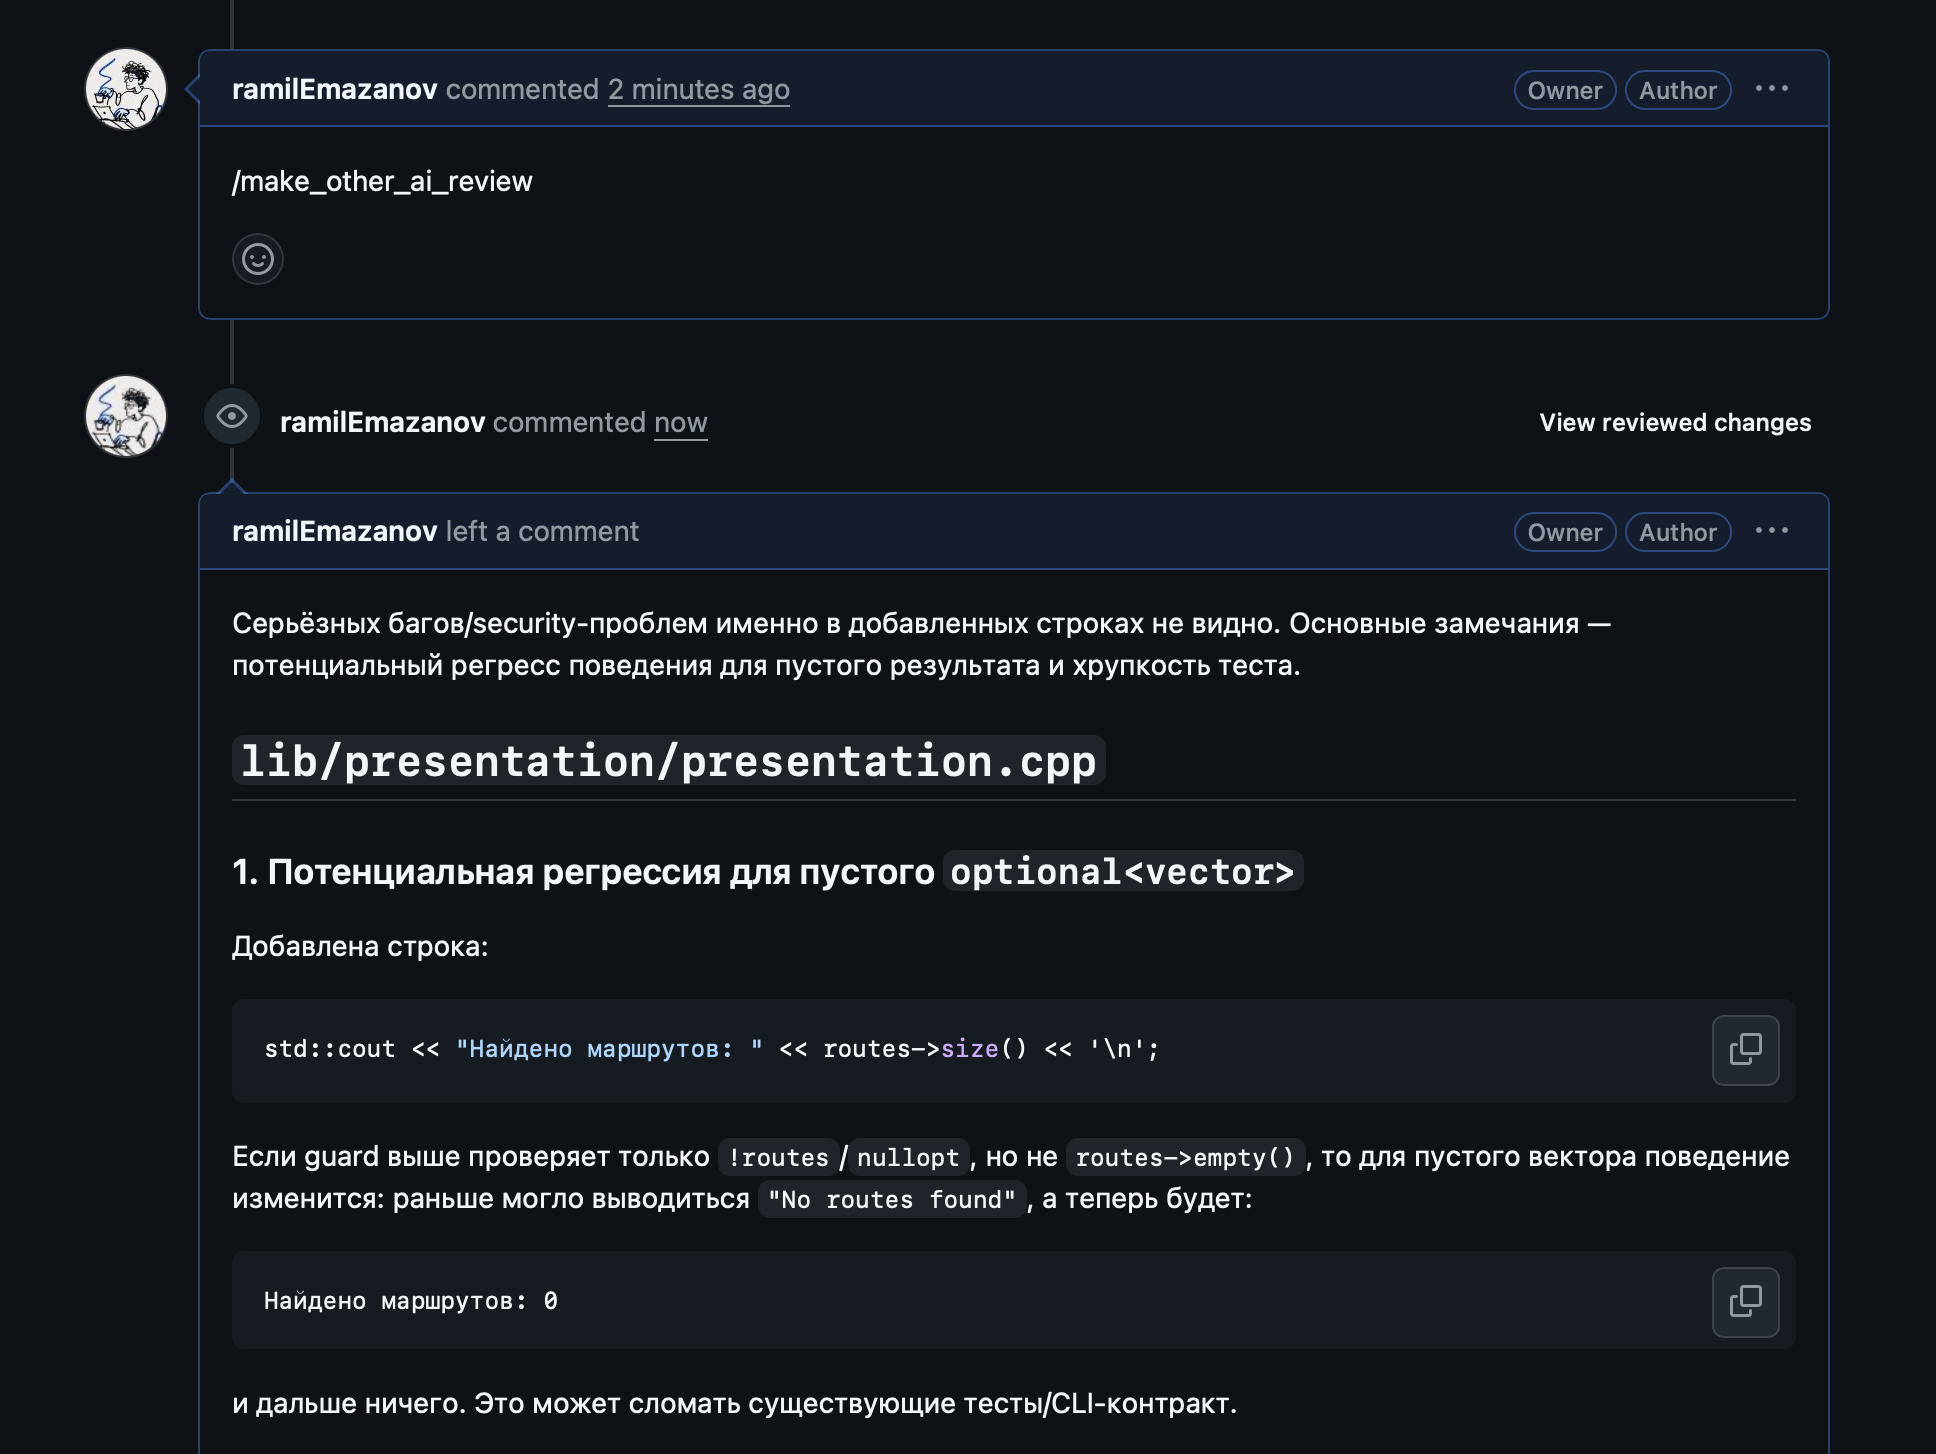 ramilEmazanov commented 2 minutes ago
Owner Author ...
/make_other_ai_review
ramilEmazanov commented now
View reviewed changes
ramilEmazanov left a comment
Owner Author ...
Серьёзных багов/security-проблем именно в добавленных строках не видно. Основные замечания —
потенциальный регресс поведения для пустого результата и хрупкость теста.
lib/presentation/presentation.cpp
1. Потенциальная регрессия для пустого optional<vector>
Добавлена строка:
std::cout << "Найдено маршрутов: " << routes->size() << '\n';
Если guard выше проверяет только !routes/nullopt, но не routes->empty(), то для пустого вектора поведение
изменится: раньше могло выводиться "No routes found", а теперь будет:
Найдено маршрутов: 0
и дальше ничего. Это может сломать существующие тесты/CLI-контракт.